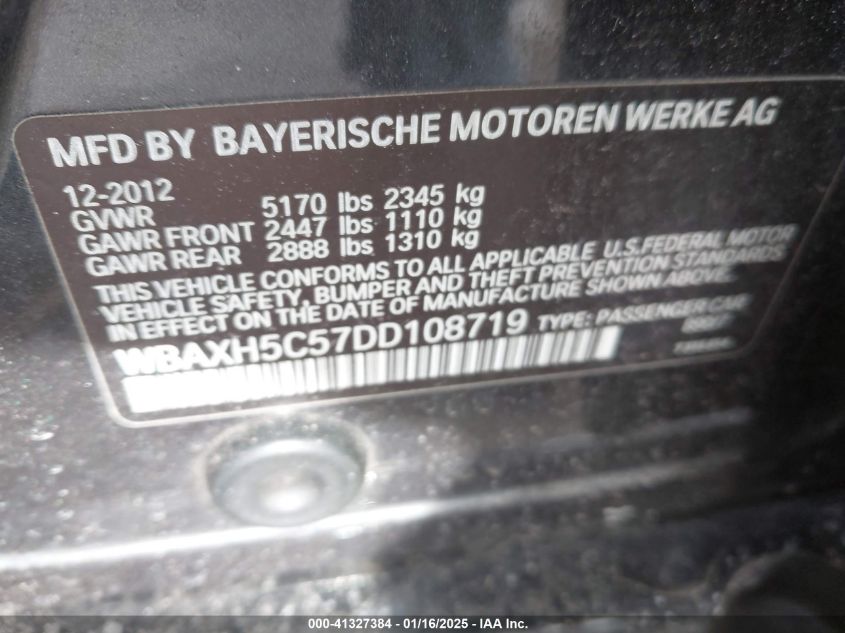 MFD BY BAYERISCHE MOTOREN WERKE AG
12-2012
GVWR 5170 lbs 2345 kg
GAWR FRONT 2447 lbs 1110 kg
GAWR REAR 2888 lbs 1310 kg
THIS VEHICLE CONFORMS TO ALL APPLICABLE U.S.FEDERAL MOTOR
VEHICLE SAFETY, BUMPER AND THEFT PREVENTION STANDARDS
IN EFFECT ON THE DATE OF MANUFACTURE SHOWN ABOVE.
WBAXH5C57DD108719 TYPE: PASSENGER CAR
000-41327384 - 01/16/2025 - IAA Inc.